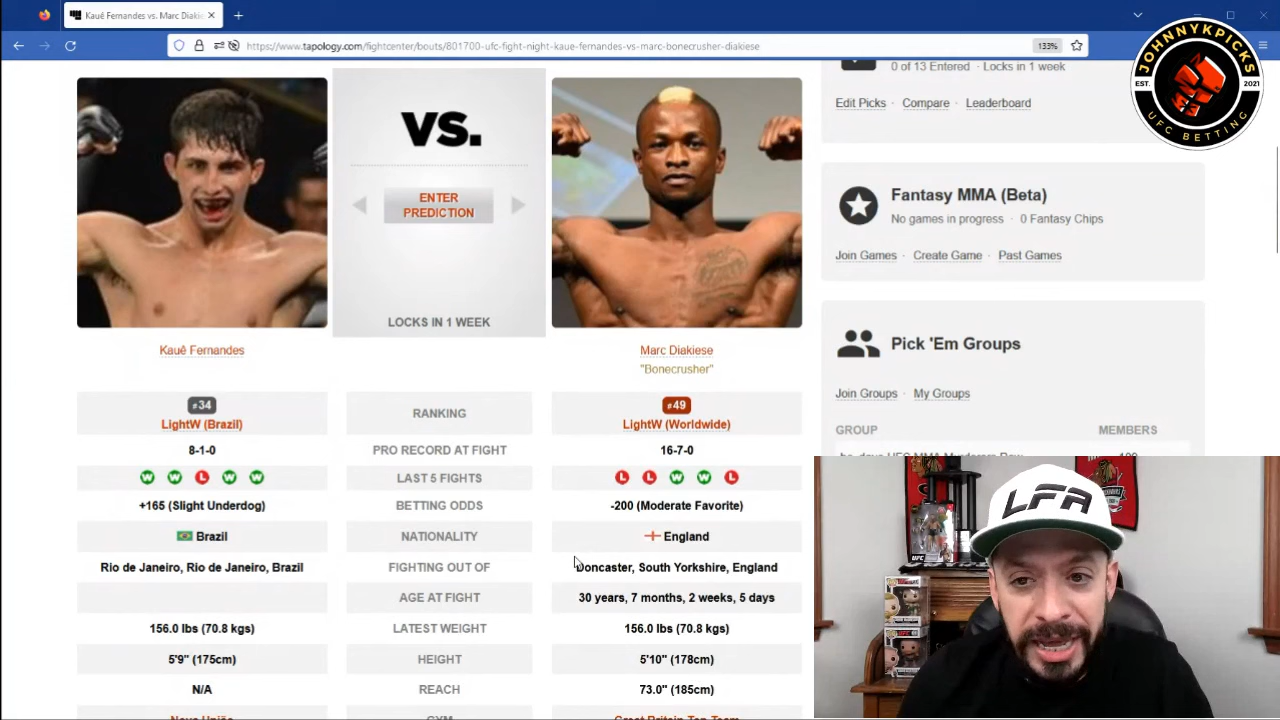 Kauê Fernandes vs. Marc Diakie
https://www.tapology.com/fightcenter/bouts/801700-ufc-fight-night-kaue-fernandes-vs-marc-bonecrusher-diakiese
133%
JOHNNYKPICKS
EST. 2021
UFC BETTING
0 of 13 Entered · Locks in 1 week
Edit Picks · Compare · Leaderboard
VS.
ENTER
PREDICTION
LOCKS IN 1 WEEK
Fantasy MMA (Beta)
No games in progress · 0 Fantasy Chips
Join Games · Create Game · Past Games
Pick 'Em Groups
Join Groups · My Groups
GROUP MEMBERS
Kauê Fernandes
Marc Diakiese
"Bonecrusher"
#34 RANKING #49
LightW (Brazil) LightW (Worldwide)
8-1-0 PRO RECORD AT FIGHT 16-7-0
W W L W W LAST 5 FIGHTS L L W W L
+165 (Slight Underdog) BETTING ODDS -200 (Moderate Favorite)
Brazil NATIONALITY England
Rio de Janeiro, Rio de Janeiro, Brazil FIGHTING OUT OF Doncaster, South Yorkshire, England
AGE AT FIGHT 30 years, 7 months, 2 weeks, 5 days
156.0 lbs (70.8 kgs) LATEST WEIGHT 156.0 lbs (70.8 kgs)
5'9" (175cm) HEIGHT 5'10" (178cm)
N/A REACH 73.0" (185cm)
LFA
UFC